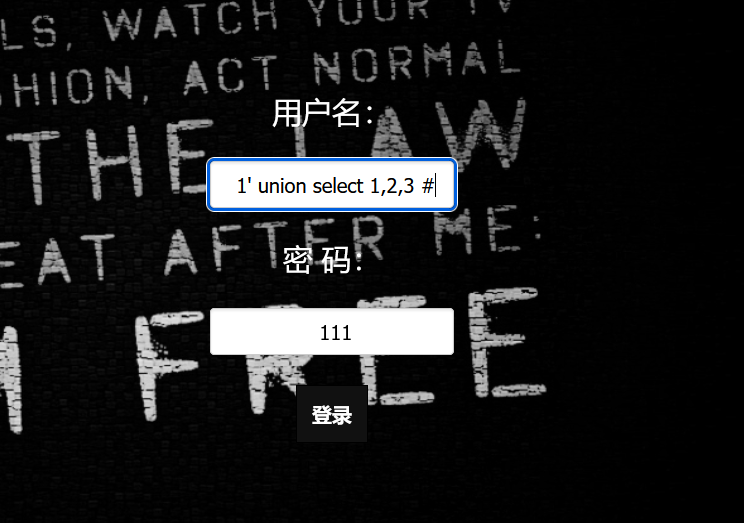 LS, WATCH YOUR TV
SHION, ACT NORMAL
THE LAW
用户名：
1' union select 1,2,3 #
EAT AFTER ME:
密 码：
FREE
111
登录